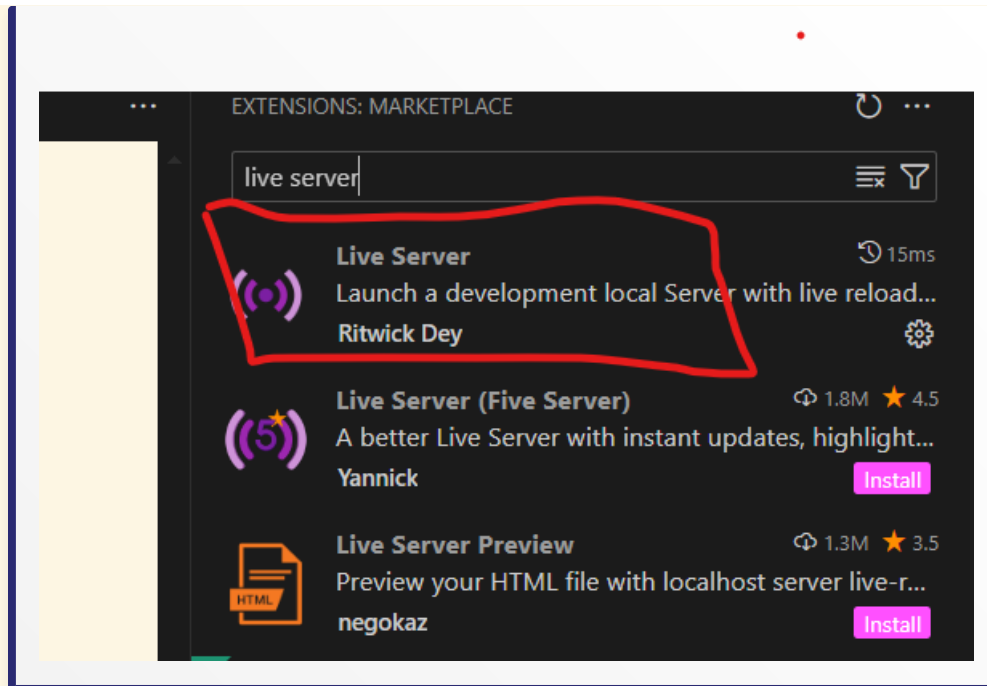 EXTENSIONS: MARKETPLACE
live server
Live Server 15ms
Launch a development local Server with live reload...
Ritwick Dey
Live Server (Five Server) 1.8M 4.5
5
A better Live Server with instant updates, highlight...
Yannick Install
Live Server Preview 1.3M 3.5
Preview your HTML file with localhost server live-r...
HTML
negokaz Install